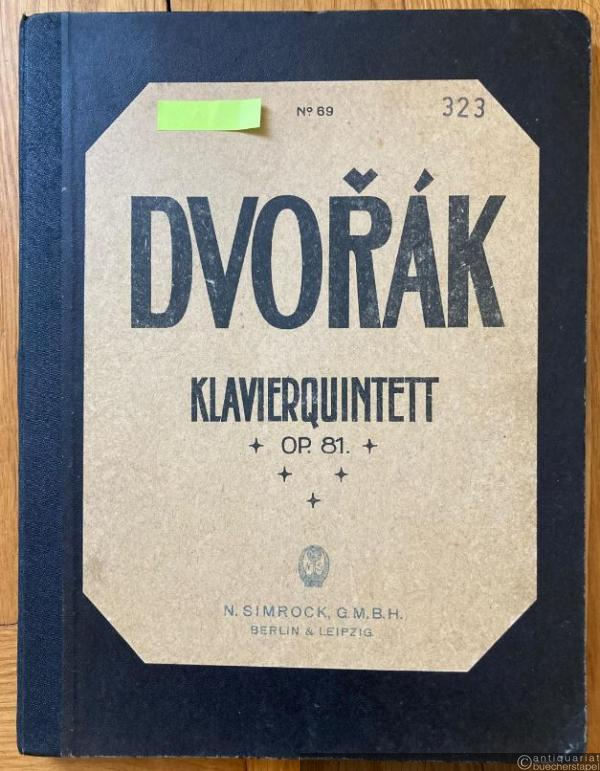 Nº 69
323
DVOŘÁK
KLAVIERQUINTETT
OP. 81.
N. SIMROCK, G.M.B.H.
BERLIN & LEIPZIG
©antiquariat
buecherstapel